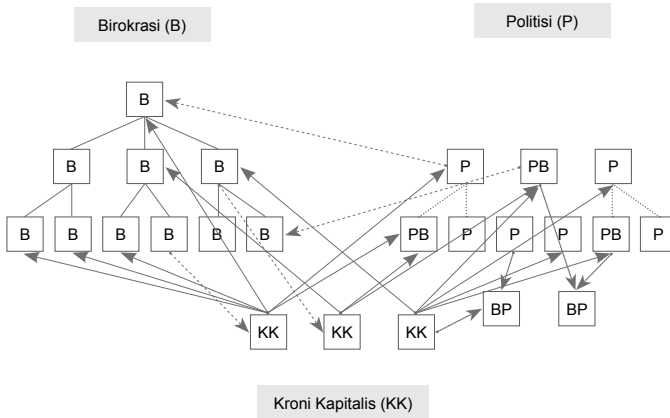 Birokrasi (B) Politisi (P)
B
B B B P PB P
B B B B B B PB P P P PB P
KK KK KK BP BP
Kroni Kapitalis (KK)